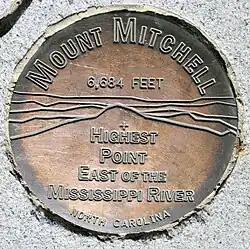 MOUNT MITCHELL
6,684 FEET
HIGHEST
POINT
EAST OF THE
MISSISSIPPI RIVER
NORTH CAROLINA